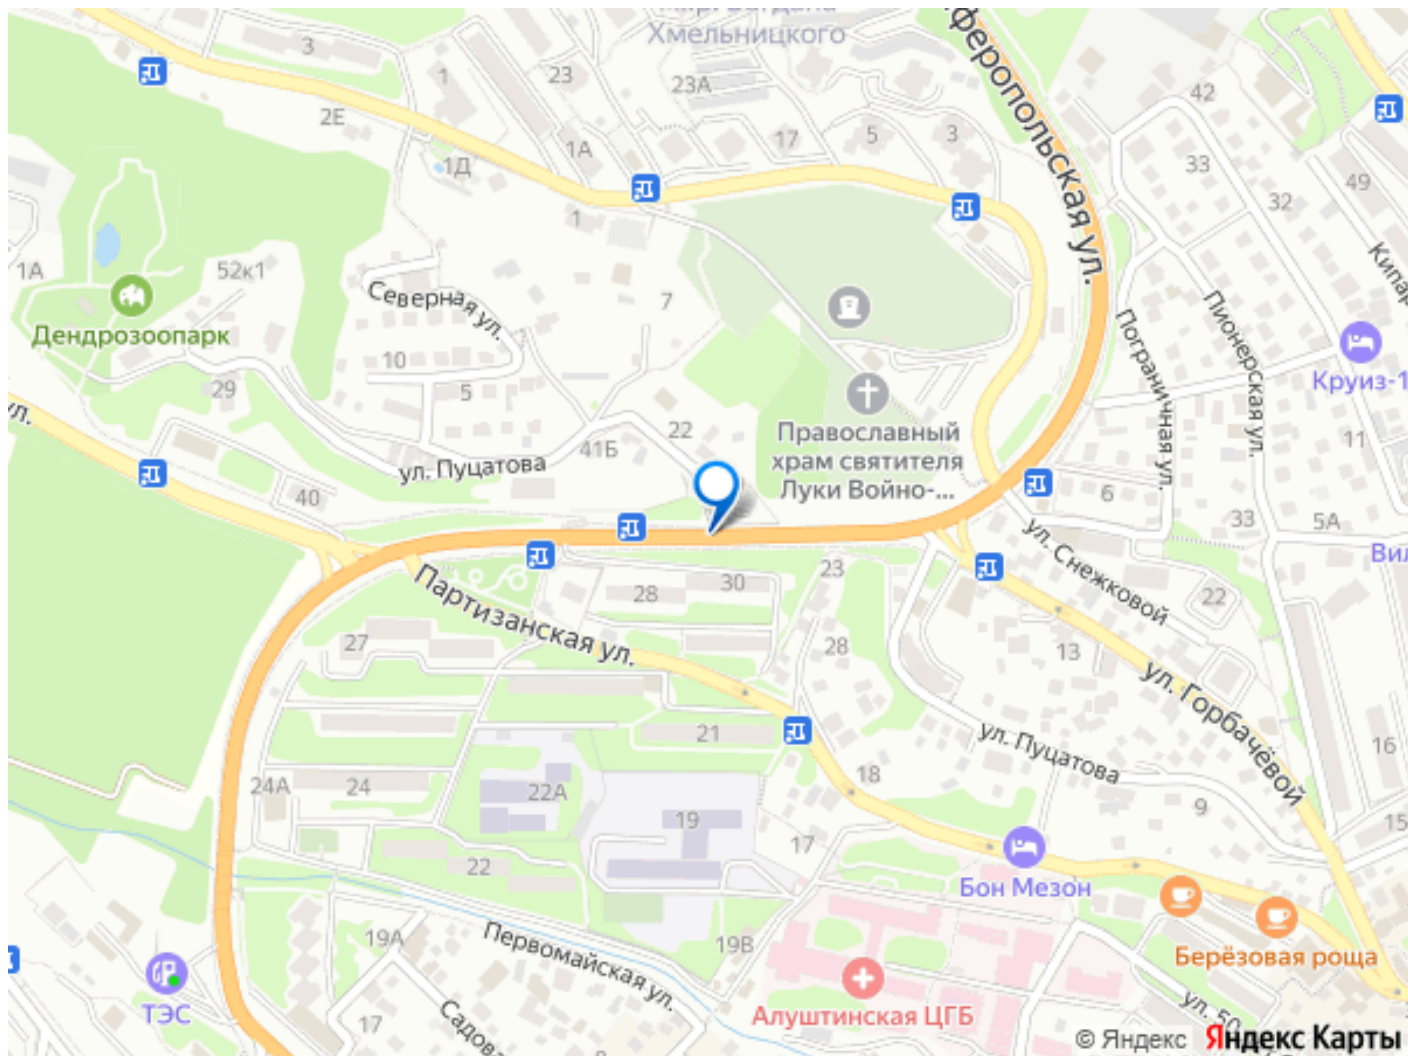 Хмельницкого
3
1
23
23А
2Е
42
17
5
3
1А
33
1Д
49
32
1
1А
52к1
Северная ул.
7
Симферопольская ул.
Дендрозоопарк
Пограничная ул.
Пионерская ул.
10
5
29
Круиз-1
22
41Б
ул. Пуцатова
Православный
храм святителя
Луки Войно-...
11
ул.
40
6
33
5А
ул. Снежковой
28
30
23
22
Партизанская ул.
27
28
13
ул. Горбачёвой
21
ул. Пуцатова
16
24А
24
22А
18
9
19
17
15
22
Бон Мезон
19А
Первомайская ул.
19В
Берёзовая роща
ТЭС
17
Алуштинская ЦГБ
ул. 50
8
© Яндекс Яндекс Карты